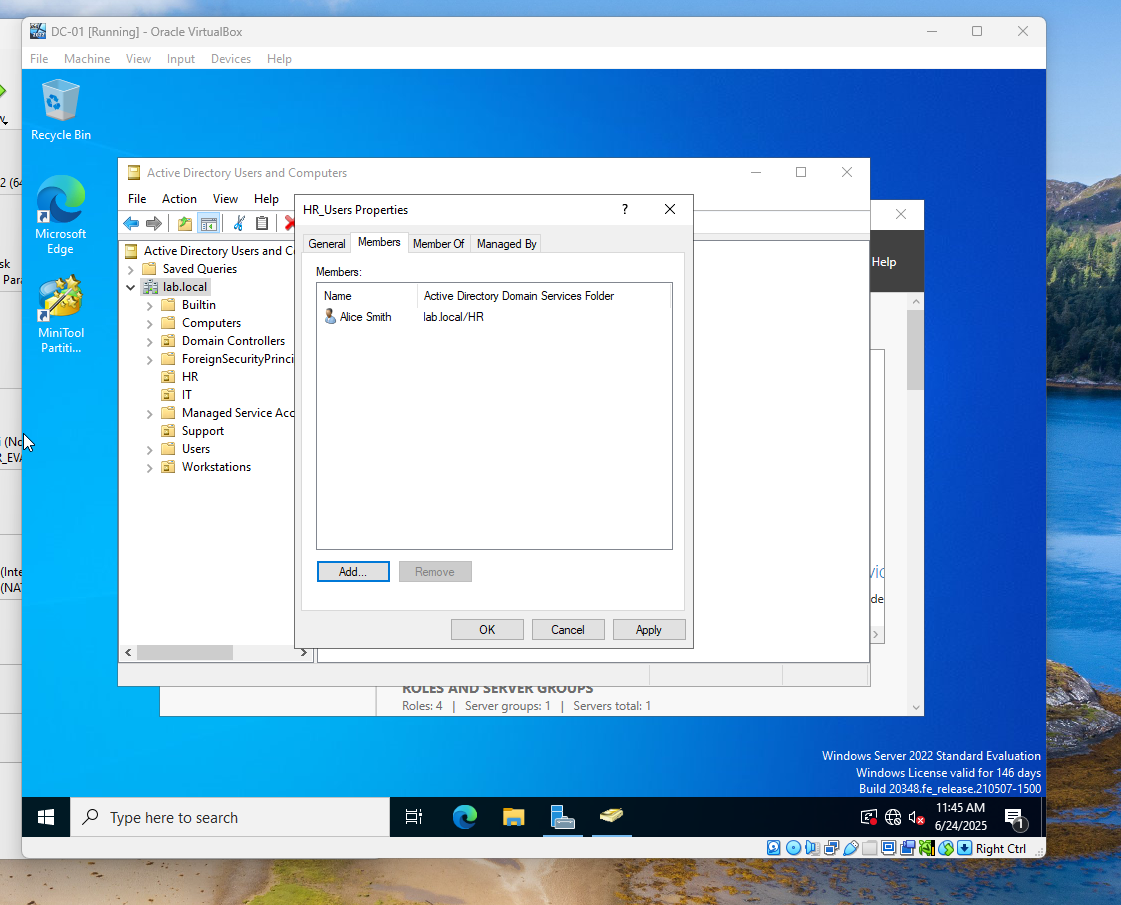 DC-01 [Running] - Oracle VirtualBox
File Machine View Input Devices Help
Recycle Bin
Microsoft
Edge
MiniTool
Partiti...
Active Directory Users and Computers
File Action View Help
Active Directory Users and C
Saved Queries
lab.local
Builtin
Computers
Domain Controllers
ForeignSecurityPrinci
HR
IT
Managed Service Acc
Support
Users
Workstations
HR_Users Properties
?
General Members Member Of Managed By
Members:
Name Active Directory Domain Services Folder
Alice Smith lab.local/HR
Add... Remove
OK Cancel Apply
Help
de
ROLES AND SERVER GROUPS
Roles: 4 | Server groups: 1 | Servers total: 1
Windows Server 2022 Standard Evaluation
Windows License valid for 146 days
Build 20348.fe_release.210507-1500
Type here to search
11:45 AM
6/24/2025
1
Right Ctrl
2 (64
sk
Para
(No
R_EVA
(Inte
(NA